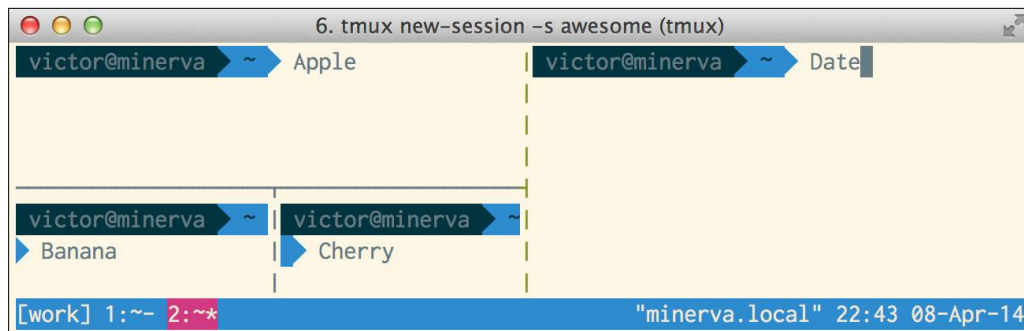 6. tmux new-session -s awesome (tmux)
victor@minerva ~ Apple
victor@minerva ~ Date
victor@minerva ~
Banana
victor@minerva ~
Cherry
[work] 1:~- 2:~* "minerva.local" 22:43 08-Apr-14